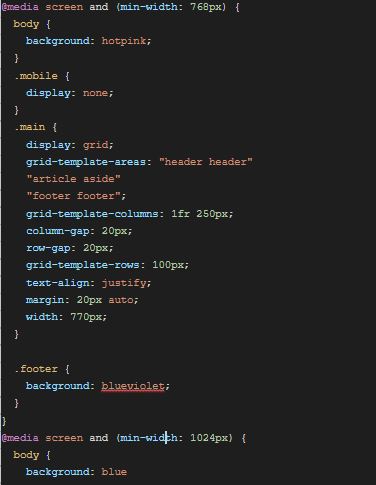 @media screen and (min-width: 768px) {
body {
background: hotpink;
}
.mobile {
display: none;
}
.main {
display: grid;
grid-template-areas: "header header"
"article aside"
"footer footer";
grid-template-columns: 1fr 250px;
column-gap: 20px;
row-gap: 20px;
grid-template-rows: 100px;
text-align: justify;
margin: 20px auto;
width: 770px;
}
.footer {
background: blueviolet;
}
}
@media screen and (min-width: 1024px) {
body {
background: blue